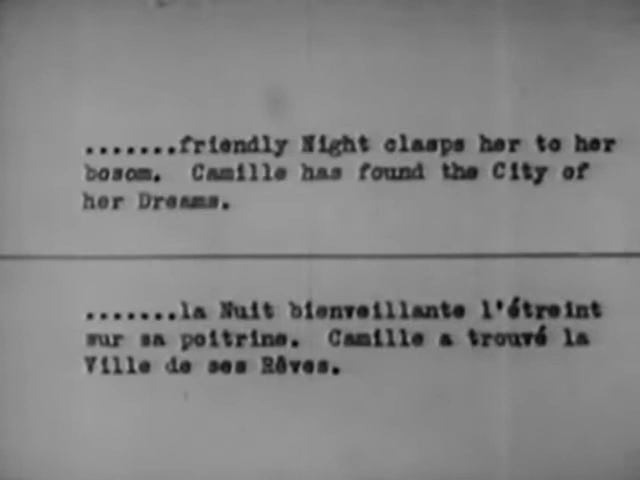 .......friendly Night clasps her to her
bosom. Camille has found the City of
her Dreams.
.......la Nuit bienveillante l'étreint
sur sa poitrine. Camille a trouvé la
Ville de ses Rêves.